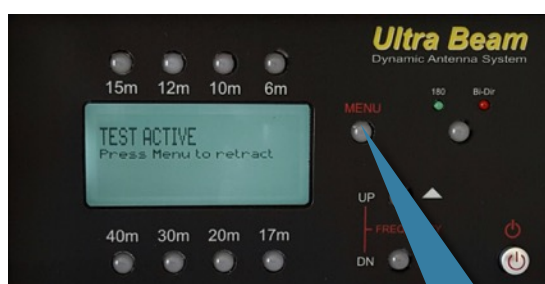 Ultra Beam
Dynamic Antenna System
15m 12m 10m 6m
180 Bi-Dir
MENU
TEST ACTIVE
Press Menu to retract
UP
DN
40m 30m 20m 17m